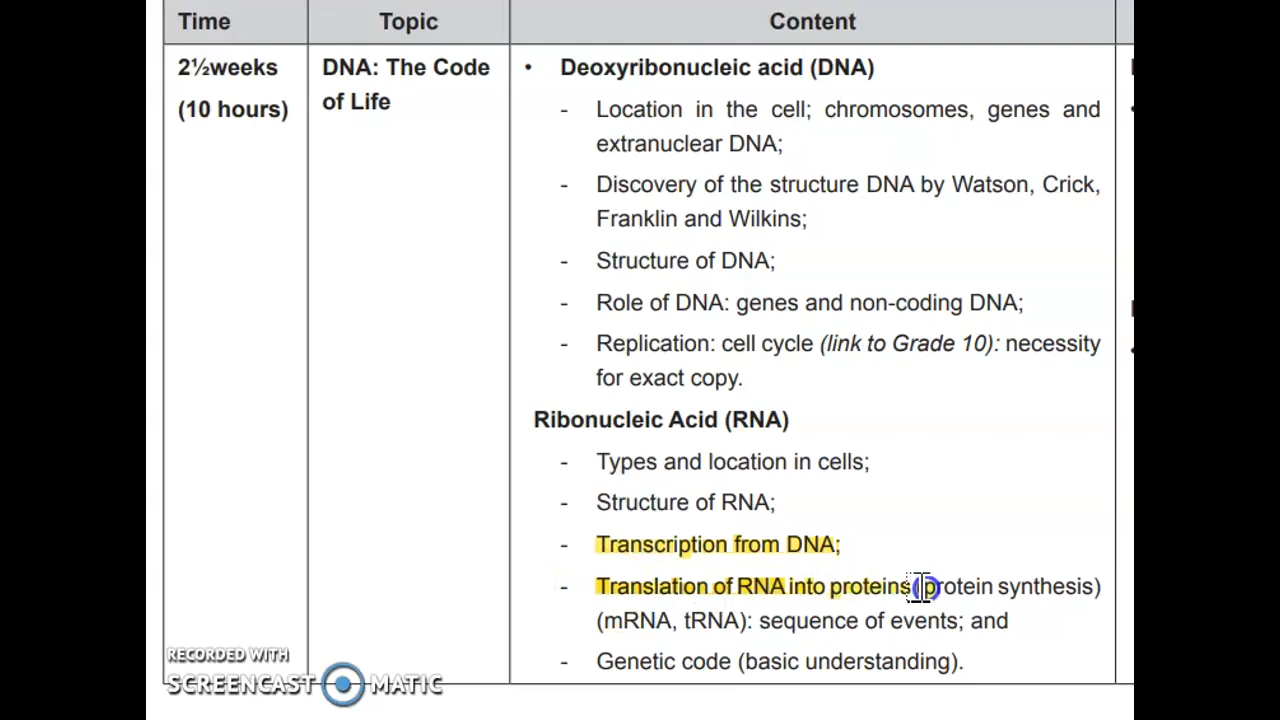 Time Topic Content
2½weeks
(10 hours)
DNA: The Code
of Life
• Deoxyribonucleic acid (DNA)
- Location in the cell; chromosomes, genes and
extranuclear DNA;
- Discovery of the structure DNA by Watson, Crick,
Franklin and Wilkins;
- Structure of DNA;
- Role of DNA: genes and non-coding DNA;
- Replication: cell cycle (link to Grade 10): necessity
for exact copy.
Ribonucleic Acid (RNA)
- Types and location in cells;
- Structure of RNA;
- Transcription from DNA;
- Translation of RNA into proteins (protein synthesis)
(mRNA, tRNA): sequence of events; and
- Genetic code (basic understanding).
RECORDED WITH
SCREENCAST MATIC